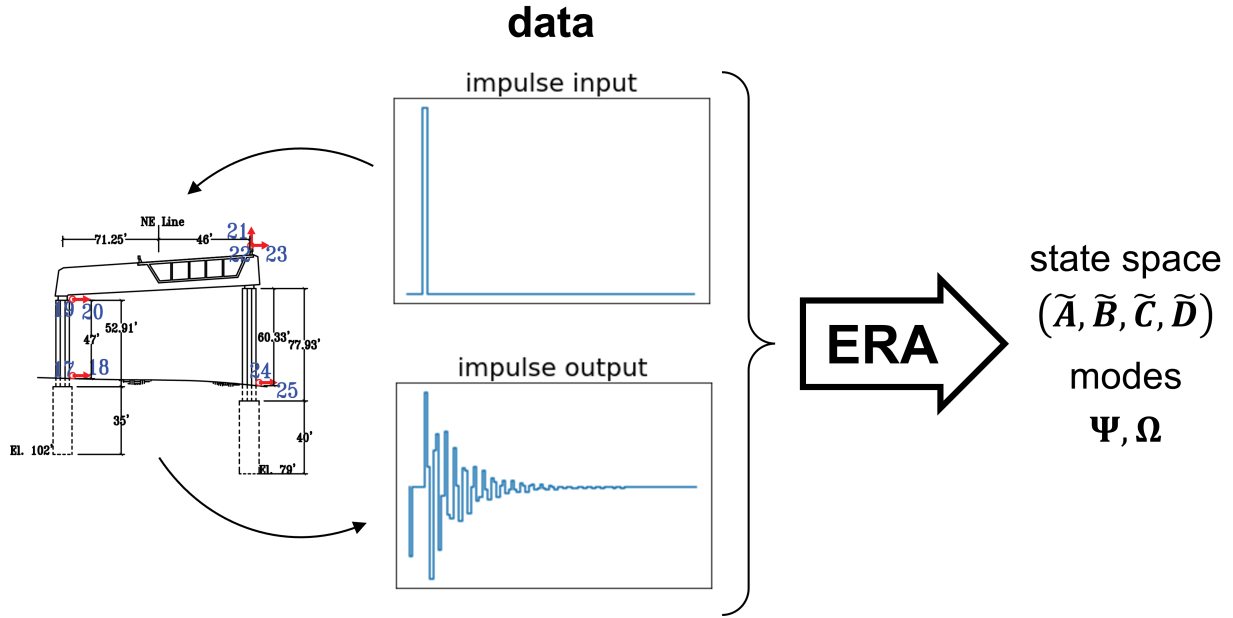 data
impulse input
NE Line
71.25'
46'
21
22
23
19
20
52.91'
47'
60.33'
77.93'
17
18
24
25
35'
40'
El. 102'
El. 79'
impulse output
ERA
state space
(Ã, B̃, C̃, D̃)
modes
Ψ, Ω